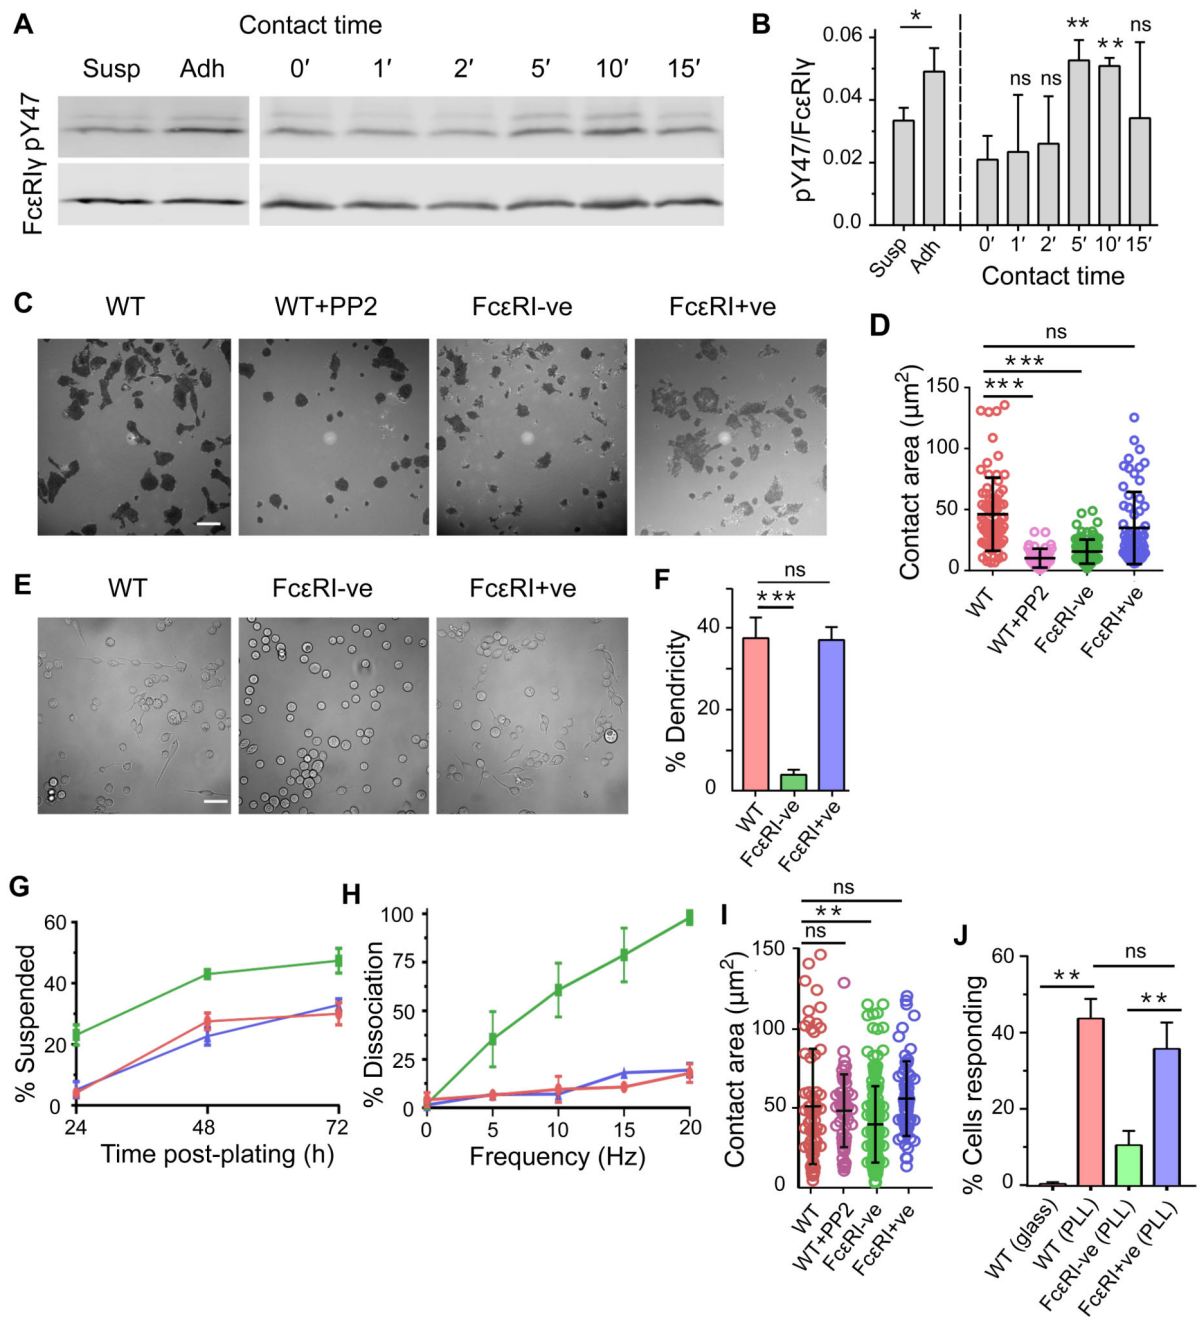 A
Contact time
Susp Adh 0′ 1′ 2′ 5′ 10′ 15′
FcεRIγ pY47
B
pY47/FcεRIγ
0.06
0.04
0.02
0.0
*
ns ns ** ** ns
Susp Adh 0′ 1′ 2′ 5′ 10′ 15′
Contact time
C
WT WT+PP2 FcεRI-ve FcεRI+ve
D
Contact area (µm²)
150
100
50
0
ns
***
***
WT WT+PP2 FcεRI-ve FcεRI+ve
E
WT FcεRI-ve FcεRI+ve
F
% Dendricity
40
20
0
ns
***
WT FcεRI-ve FcεRI+ve
G
% Suspended
60
40
20
0
24 48 72
Time post-plating (h)
H
% Dissociation
100
75
50
25
0
0 5 10 15 20
Frequency (Hz)
I
Contact area (µm²)
150
100
50
0
ns
**
ns
WT WT+PP2 FcεRI-ve FcεRI+ve
J
% Cells responding
60
40
20
0
ns
** **
WT (glass) WT (PLL) FcεRI-ve (PLL) FcεRI+ve (PLL)